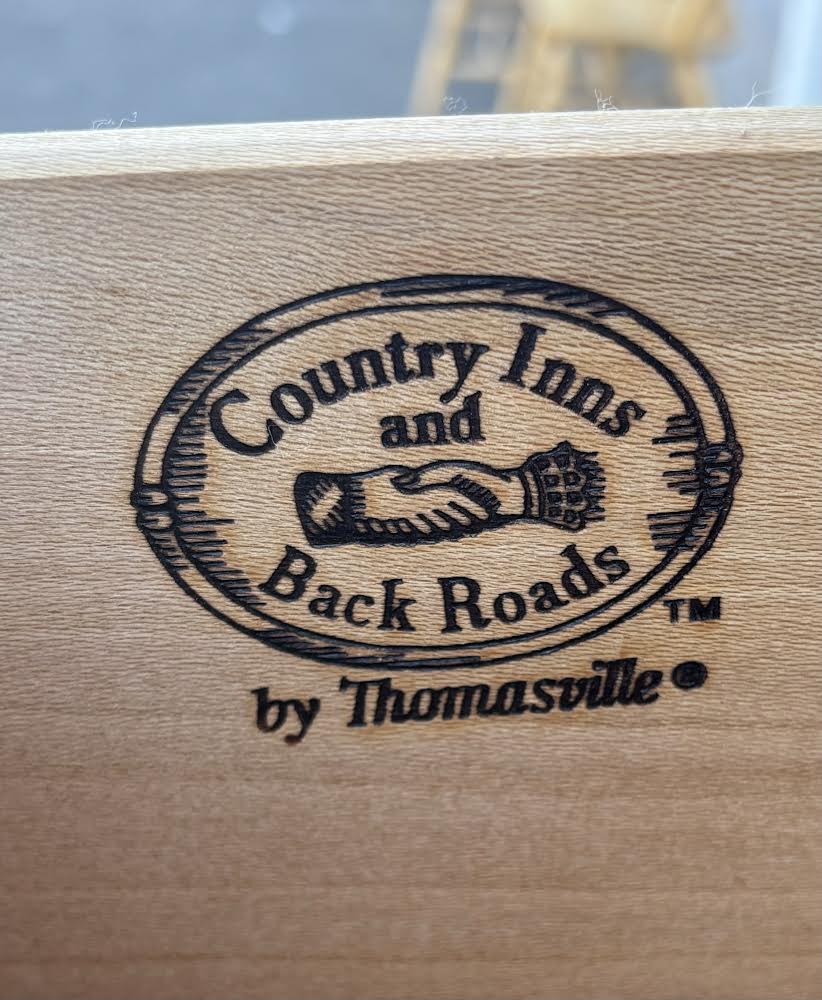 Country Inns
and
Back Roads
TM
by Thomasville®